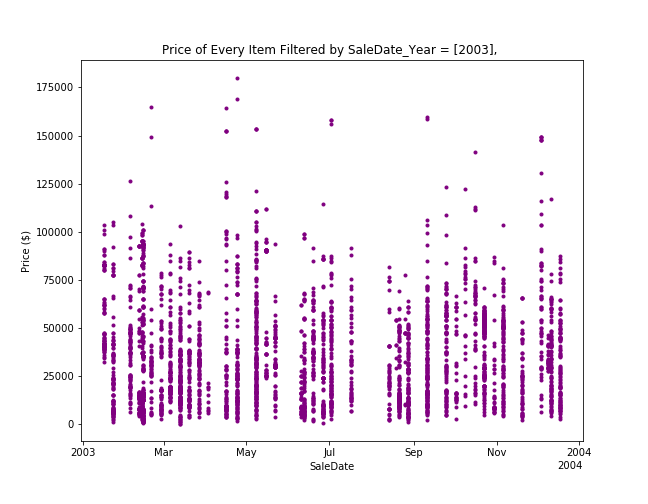 Price of Every Item Filtered by SaleDate_Year = [2003],
175000
150000
125000
100000
75000
50000
25000
0
Price ($)
2003 Mar May Jul Sep Nov 2004
SaleDate
2004